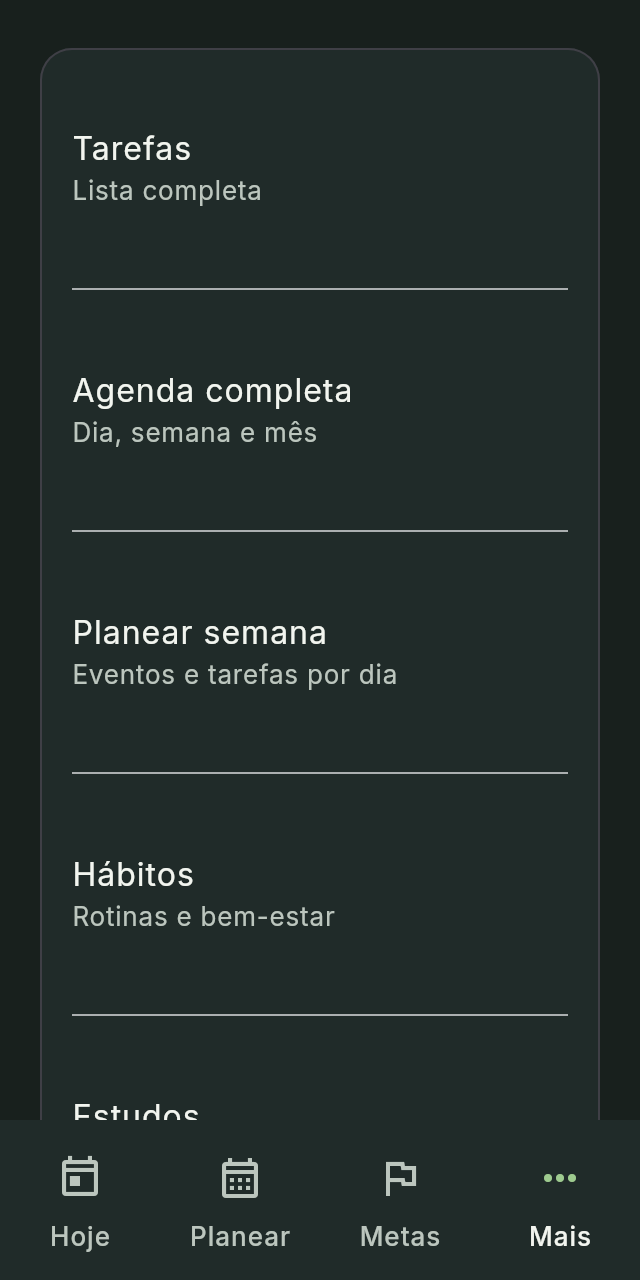 Tarefas
Lista completa
Agenda completa
Dia, semana e mês
Planear semana
Eventos e tarefas por dia
Hábitos
Rotinas e bem-estar
Estudos
Hoje
Planear
Metas
Mais